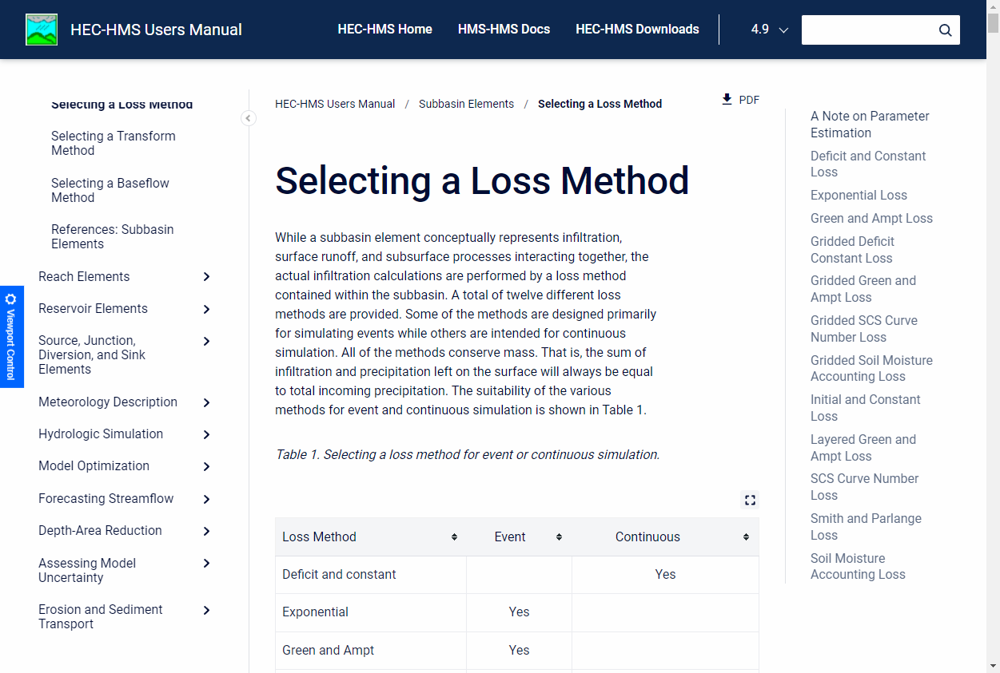 HEC-HMS Users Manual
HEC-HMS Home
HMS-HMS Docs
HEC-HMS Downloads
4.9
Selecting a Loss Method
Selecting a Transform
Method
Selecting a Baseflow
Method
References: Subbasin
Elements
Reach Elements
Reservoir Elements
Source, Junction,
Diversion, and Sink
Elements
Meteorology Description
Hydrologic Simulation
Model Optimization
Forecasting Streamflow
Depth-Area Reduction
Assessing Model
Uncertainty
Erosion and Sediment
Transport
Viewport Control
HEC-HMS Users Manual / Subbasin Elements / Selecting a Loss Method
PDF
Selecting a Loss Method
While a subbasin element conceptually represents infiltration,
surface runoff, and subsurface processes interacting together, the
actual infiltration calculations are performed by a loss method
contained within the subbasin. A total of twelve different loss
methods are provided. Some of the methods are designed primarily
for simulating events while others are intended for continuous
simulation. All of the methods conserve mass. That is, the sum of
infiltration and precipitation left on the surface will always be equal
to total incoming precipitation. The suitability of the various
methods for event and continuous simulation is shown in Table 1.
Table 1. Selecting a loss method for event or continuous simulation.
Loss Method Event Continuous
Deficit and constant Yes
Exponential Yes
Green and Ampt Yes
A Note on Parameter
Estimation
Deficit and Constant
Loss
Exponential Loss
Green and Ampt Loss
Gridded Deficit
Constant Loss
Gridded Green and
Ampt Loss
Gridded SCS Curve
Number Loss
Gridded Soil Moisture
Accounting Loss
Initial and Constant
Loss
Layered Green and
Ampt Loss
SCS Curve Number
Loss
Smith and Parlange
Loss
Soil Moisture
Accounting Loss